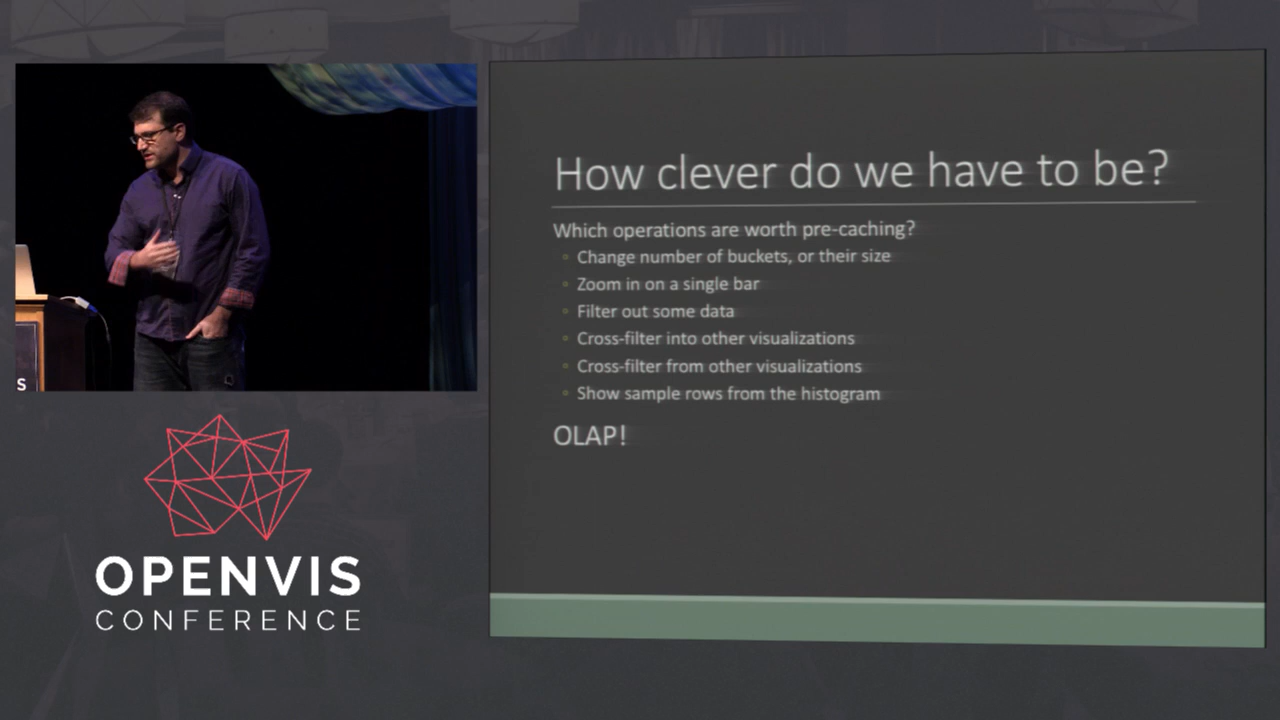 How clever do we have to be?
Which operations are worth pre-caching?
Change number of buckets, or their size
Zoom in on a single bar
Filter out some data
Cross-filter into other visualizations
Cross-filter from other visualizations
Show sample rows from the histogram
OLAP!
S
OPENVIS
CONFERENCE